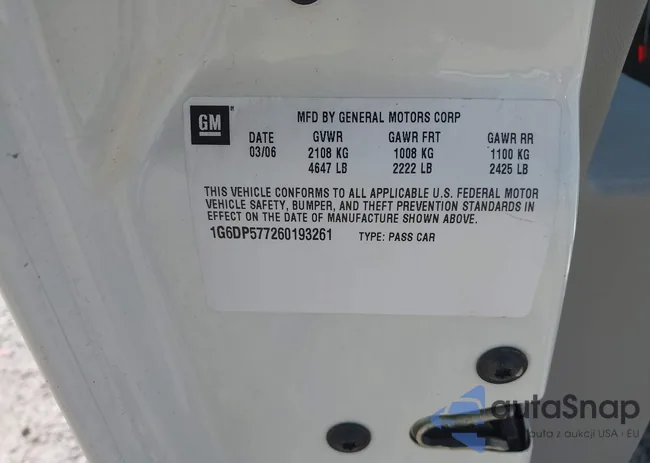 GM
MFD BY GENERAL MOTORS CORP
DATE GVWR GAWR FRT GAWR RR
03/06 2108 KG 1008 KG 1100 KG
4647 LB 2222 LB 2425 LB
THIS VEHICLE CONFORMS TO ALL APPLICABLE U.S. FEDERAL MOTOR
VEHICLE SAFETY, BUMPER, AND THEFT PREVENTION STANDARDS IN
EFFECT ON THE DATE OF MANUFACTURE SHOWN ABOVE.
1G6DP577260193261 TYPE: PASS CAR
autaSnap
auta z aukcji USA · EU